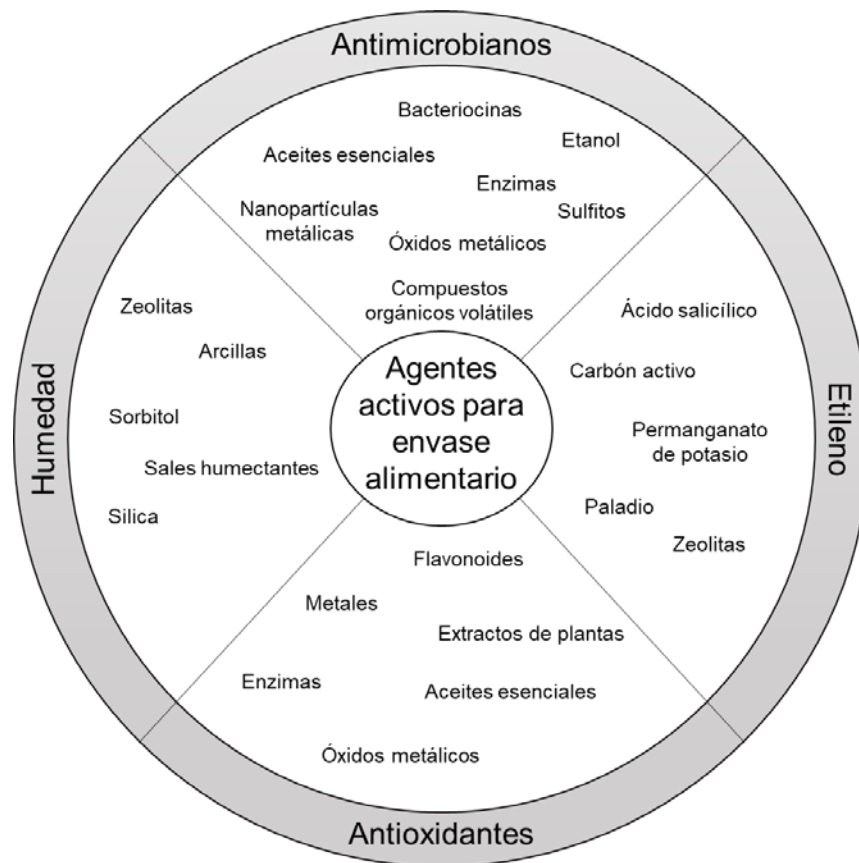 Antimicrobianos
Bacteriocinas
Etanol
Aceites esenciales
Enzimas
Nanopartículas
metálicas
Sulfitos
Óxidos metálicos
Compuestos
orgánicos volátiles
Etileno
Ácido salicílico
Carbón activo
Permanganato
de potasio
Paladio
Zeolitas
Antioxidantes
Flavonoides
Metales
Extractos de plantas
Enzimas
Aceites esenciales
Óxidos metálicos
Humedad
Zeolitas
Arcillas
Sorbitol
Sales humectantes
Silica
Agentes
activos para
envase
alimentario